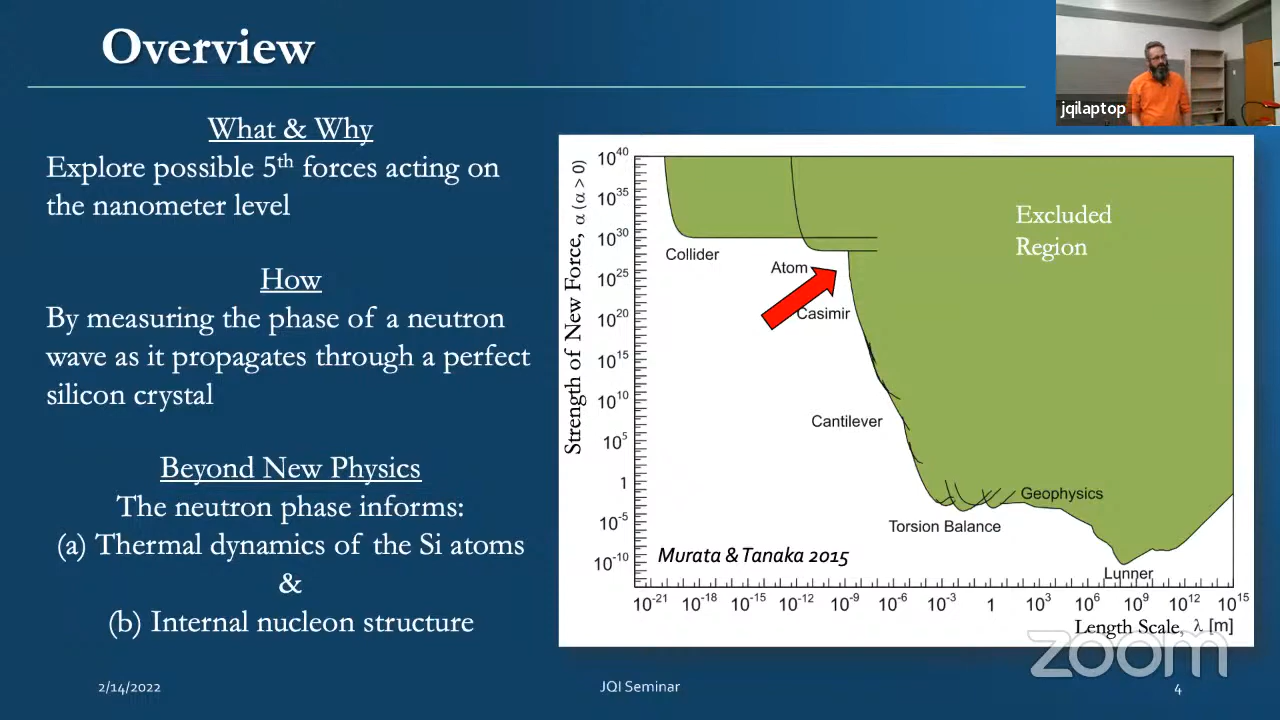 Overview
jqilaptop
What & Why
Explore possible 5th forces acting on
the nanometer level
How
By measuring the phase of a neutron
wave as it propagates through a perfect
silicon crystal
Beyond New Physics
The neutron phase informs:
(a) Thermal dynamics of the Si atoms
&
(b) Internal nucleon structure
Strength of New Force, α (α > 0)
10^40
10^35
10^30
10^25
10^20
10^15
10^10
10^5
1
10^-5
10^-10
Excluded
Region
Collider
Atom
Casimir
Cantilever
Geophysics
Torsion Balance
Murata & Tanaka 2015
Lunner
10^-21 10^-18 10^-15 10^-12 10^-9 10^-6 10^-3 1 10^3 10^6 10^9 10^12 10^15
Length Scale, λ [m]
zoom
2/14/2022
JQI Seminar
4